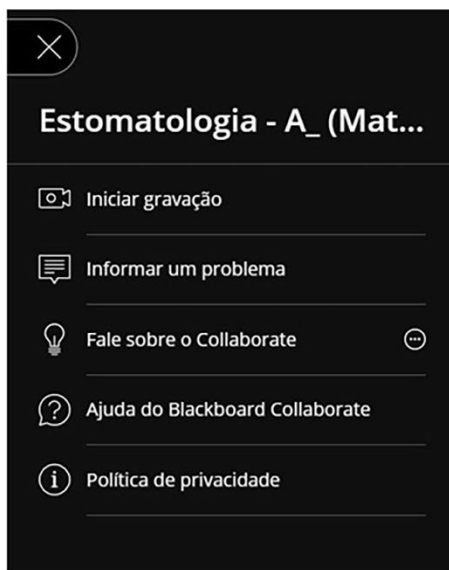 Estomatologia - A_ (Mat...
Iniciar gravação
Informar um problema
Fale sobre o Collaborate
Ajuda do Blackboard Collaborate
Política de privacidade